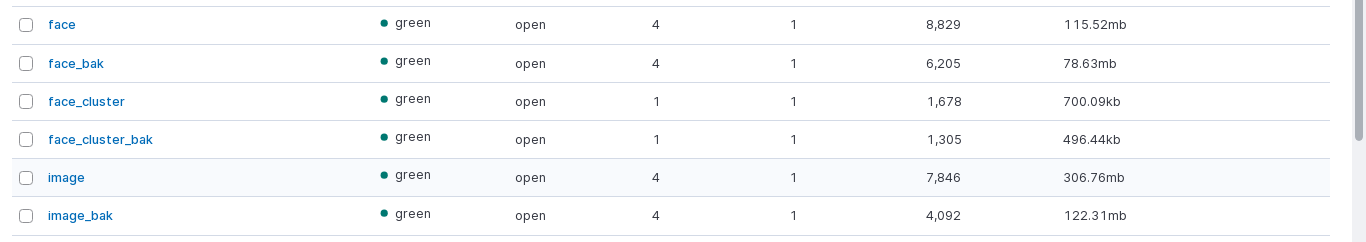 face green open 4 1 8,829 115.52mb
face_bak green open 4 1 6,205 78.63mb
face_cluster green open 1 1 1,678 700.09kb
face_cluster_bak green open 1 1 1,305 496.44kb
image green open 4 1 7,846 306.76mb
image_bak green open 4 1 4,092 122.31mb